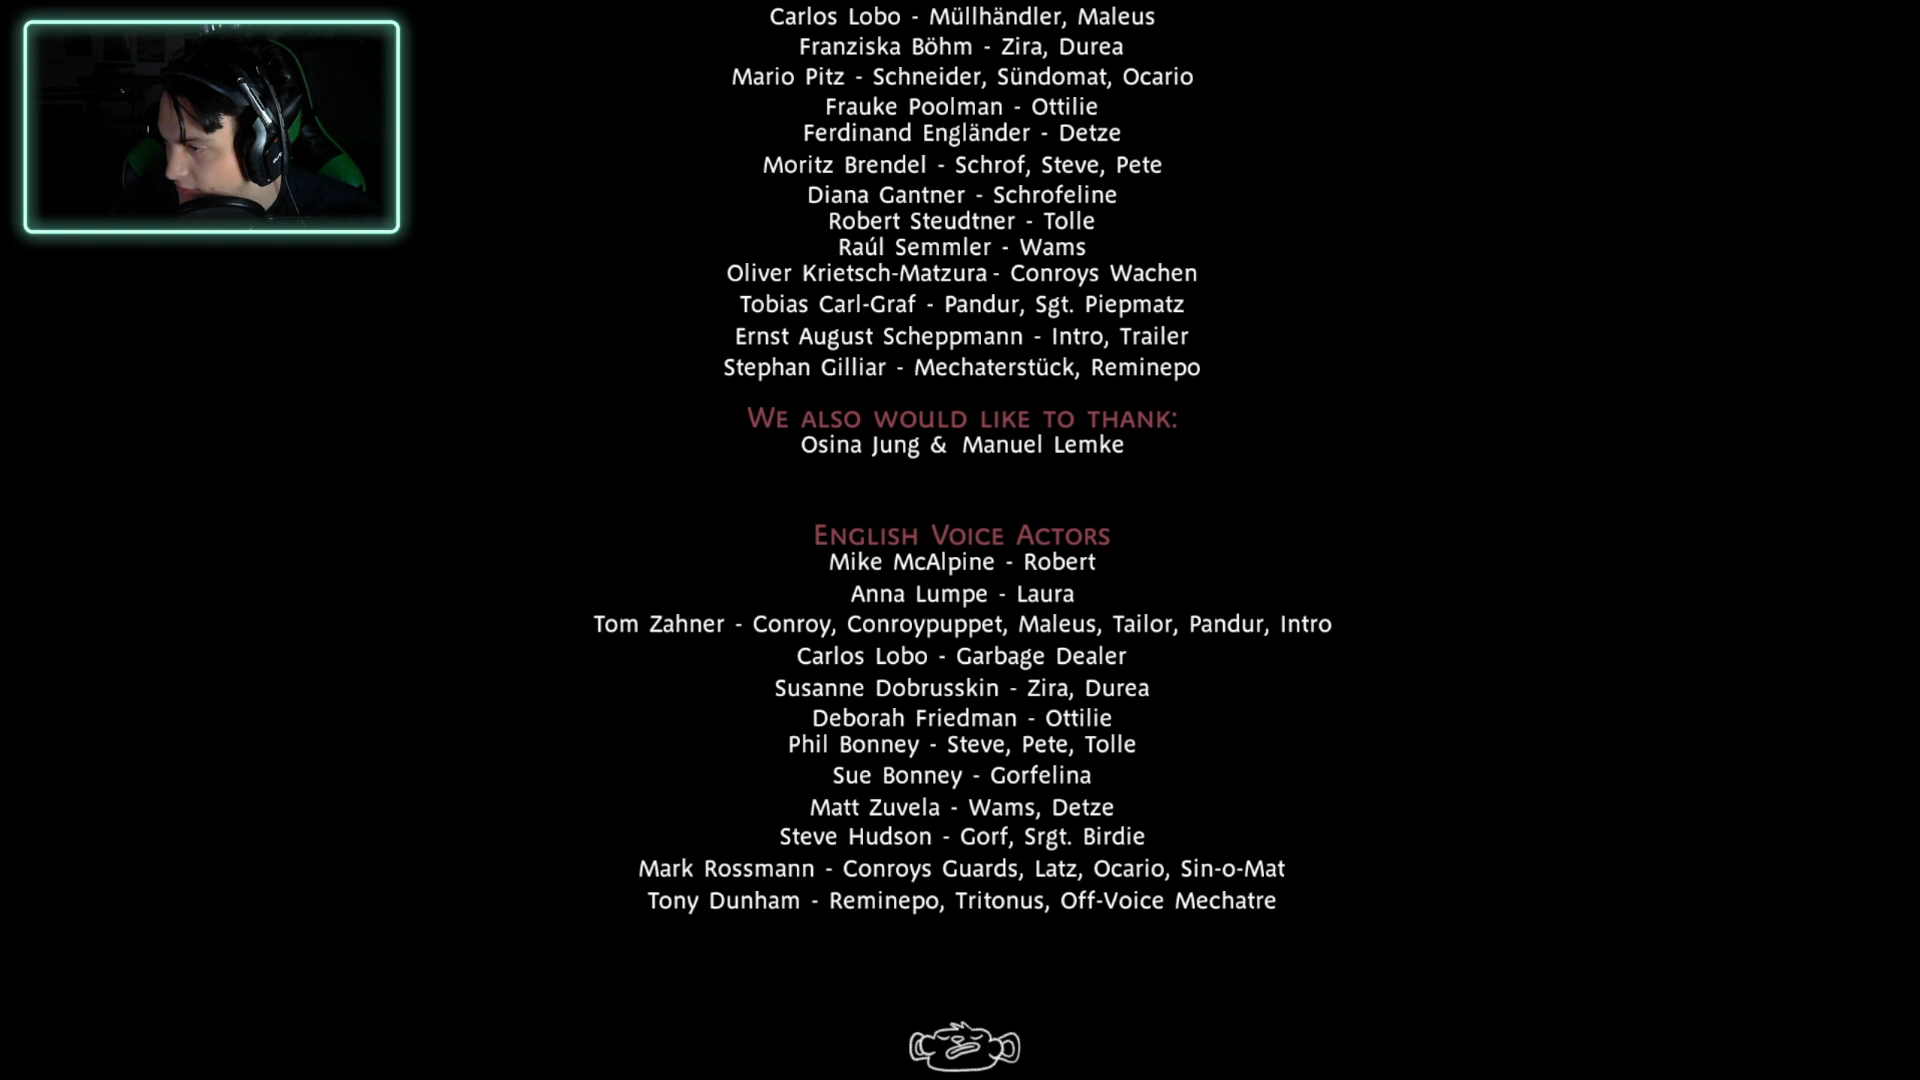 Carlos Lobo - Müllhändler, Maleus
Franziska Böhm - Zira, Durea
Mario Pitz - Schneider, Sündomat, Ocario
Frauke Poolman - Ottilie
Ferdinand Engländer - Detze
Moritz Brendel - Schrof, Steve, Pete
Diana Gantner - Schrofeline
Robert Steudtner - Tolle
Raúl Semmler - Wams
Oliver Krietsch-Matzura - Conroys Wachen
Tobias Carl-Graf - Pandur, Sgt. Piepmatz
Ernst August Scheppmann - Intro, Trailer
Stephan Gilliar - Mechaterstück, Reminepo
We also would like to thank:
Osina Jung & Manuel Lemke
English Voice Actors
Mike McAlpine - Robert
Anna Lumpe - Laura
Tom Zahner - Conroy, Conroypuppet, Maleus, Tailor, Pandur, Intro
Carlos Lobo - Garbage Dealer
Susanne Dobrusskin - Zira, Durea
Deborah Friedman - Ottilie
Phil Bonney - Steve, Pete, Tolle
Sue Bonney - Gorfelina
Matt Zuvela - Wams, Detze
Steve Hudson - Gorf, Srgt. Birdie
Mark Rossmann - Conroys Guards, Latz, Ocario, Sin-o-Mat
Tony Dunham - Reminepo, Tritonus, Off-Voice Mechatre